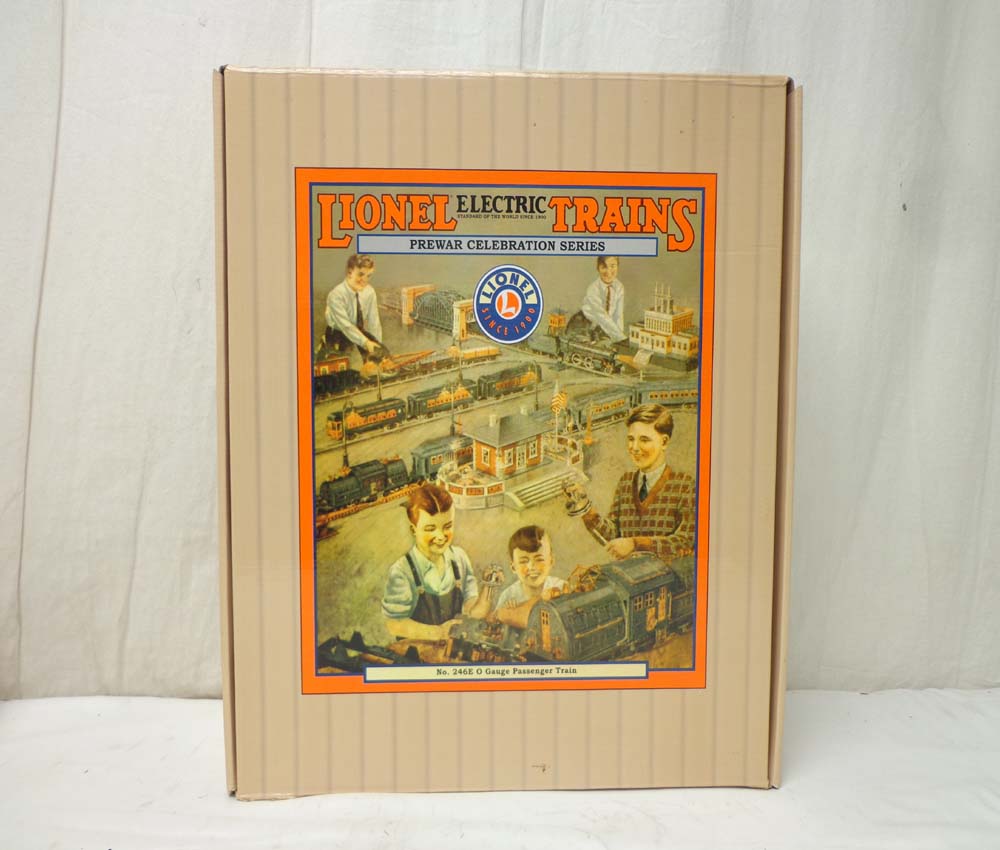 LIONEL ELECTRIC TRAINS
STANDARD OF THE WORLD SINCE 1900
PREWAR CELEBRATION SERIES
LIONEL
L
SINCE 1900
No. 246E O Gauge Passenger Train